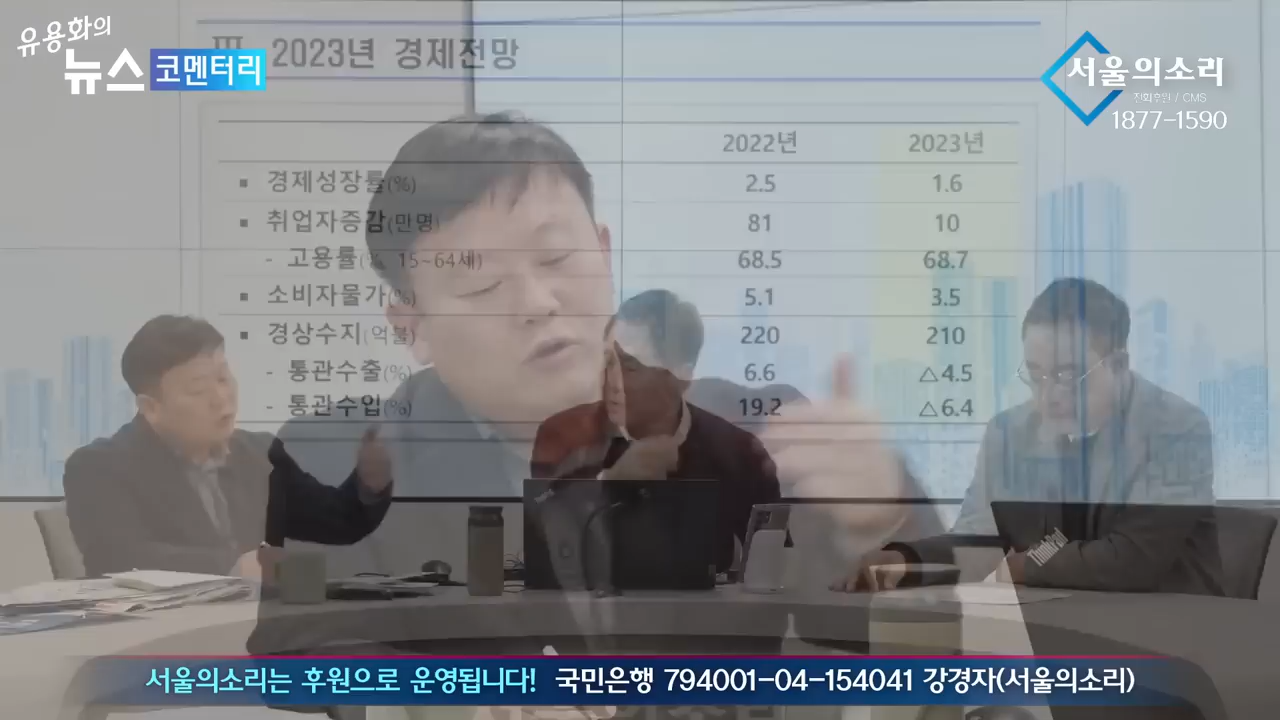 유용화의
뉴스 코멘터리
2023년 경제전망
서울의소리
전화후원 / CMS
1877-1590
2022년 2023년
▪ 경제성장률(%) 2.5 1.6
▪ 취업자증감(만명) 81 10
- 고용률(%, 15~64세) 68.5 68.7
▪ 소비자물가(%) 5.1 3.5
▪ 경상수지(억불) 220 210
- 통관수출(%) 6.6 △4.5
- 통관수입(%) 19.2 △6.4
ThinkPad
서울의소리는 후원으로 운영됩니다! 국민은행 794001-04-154041 강경자(서울의소리)